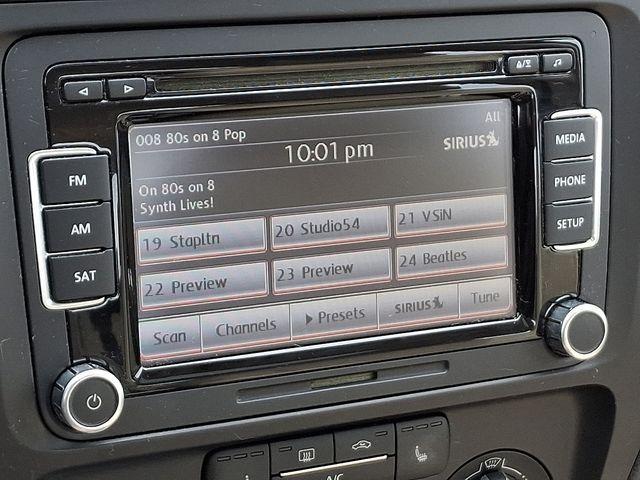 008 80s on 8 Pop
All
10:01 pm
SIRIUS
On 80s on 8
Synth Lives!
19 Stapltn
20 Studio54
21 VSiN
22 Preview
23 Preview
24 Beatles
Scan
Channels
Presets
SIRIUS
Tune
FM
AM
SAT
MEDIA
PHONE
SETUP
A/C